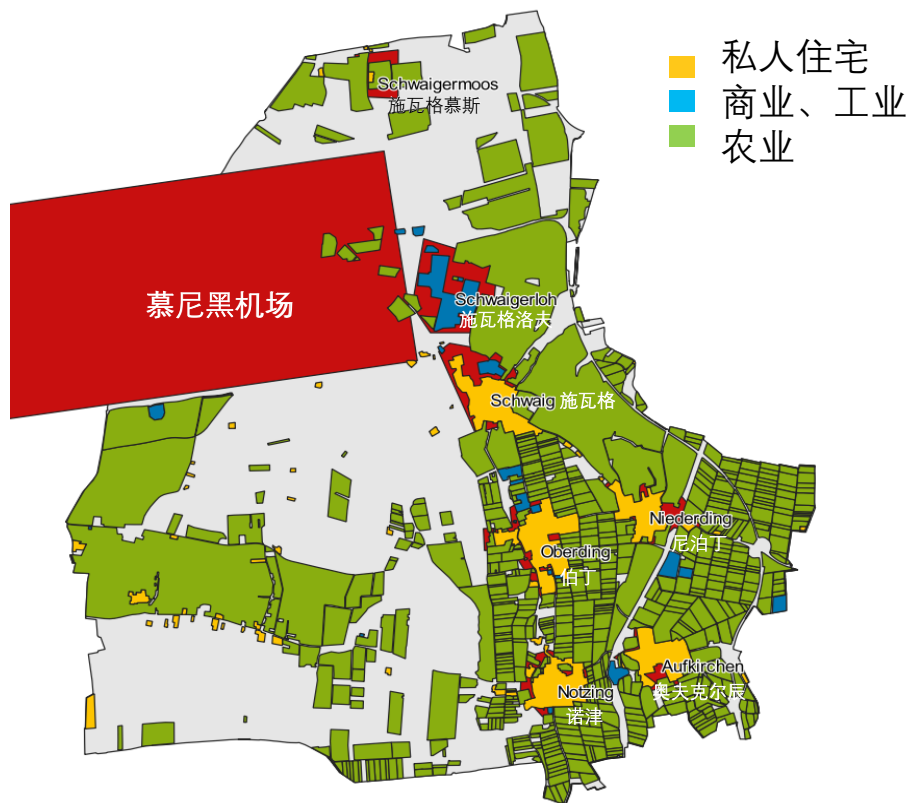 私人住宅
商业、工业
农业
Schwaigermoos
施瓦格慕斯
慕尼黑机场
Schwaigerloh
施瓦格洛夫
Schwaig 施瓦格
Niederding
尼泊丁
Oberding
伯丁
Aufkirchen
奥夫克尔辰
Notzing
诺津